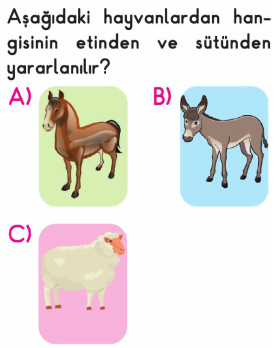 Aşağıdaki hayvanlardan han-
gisinin etinden ve sütünden
yararlanılır?
A) B)
C)